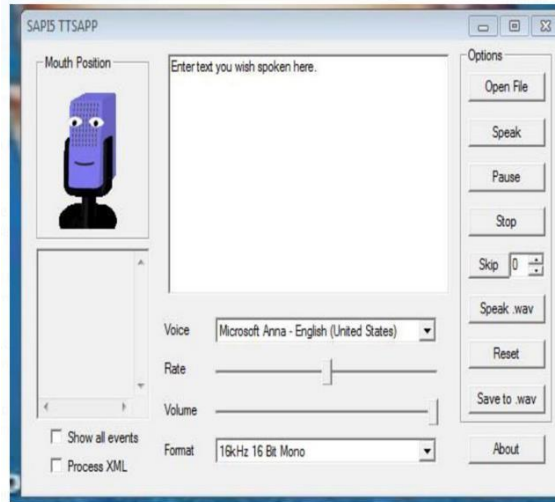 SAPI5 TTSAPP
Mouth Position
Enter text you wish spoken here.
Options
Open File
Speak
Pause
Stop
Skip 0
Speak .wav
Reset
Save to .wav
About
Voice Microsoft Anna - English (United States)
Rate
Volume
Format 16kHz 16 Bit Mono
Show all events
Process XML